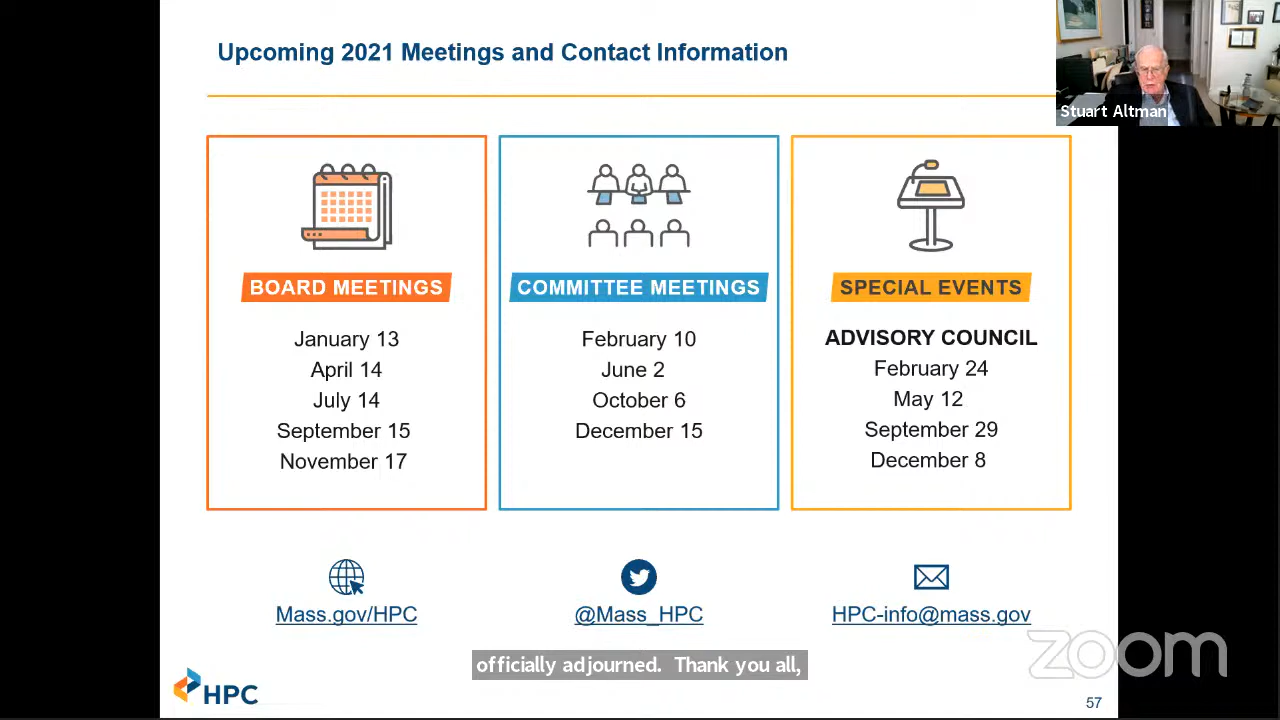 Upcoming 2021 Meetings and Contact Information
Stuart Altman
BOARD MEETINGS
January 13
April 14
July 14
September 15
November 17
COMMITTEE MEETINGS
February 10
June 2
October 6
December 15
SPECIAL EVENTS
ADVISORY COUNCIL
February 24
May 12
September 29
December 8
Mass.gov/HPC
@Mass_HPC
HPC-info@mass.gov
officially adjourned. Thank you all,
zoom
HPC
57